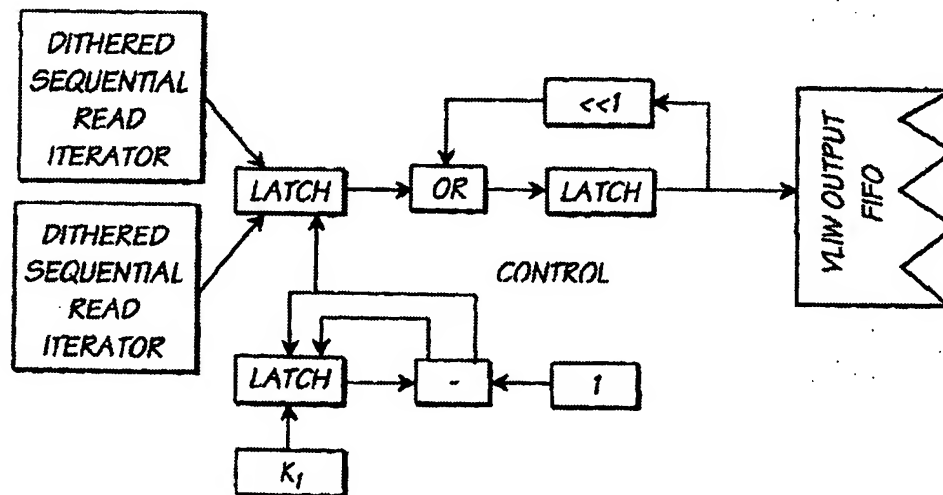 DITHERED
SEQUENTIAL
READ
ITERATOR
DITHERED
SEQUENTIAL
READ
ITERATOR
LATCH
OR
<<1
LATCH
VLIW OUTPUT
FIFO
CONTROL
LATCH
-
1
K₁